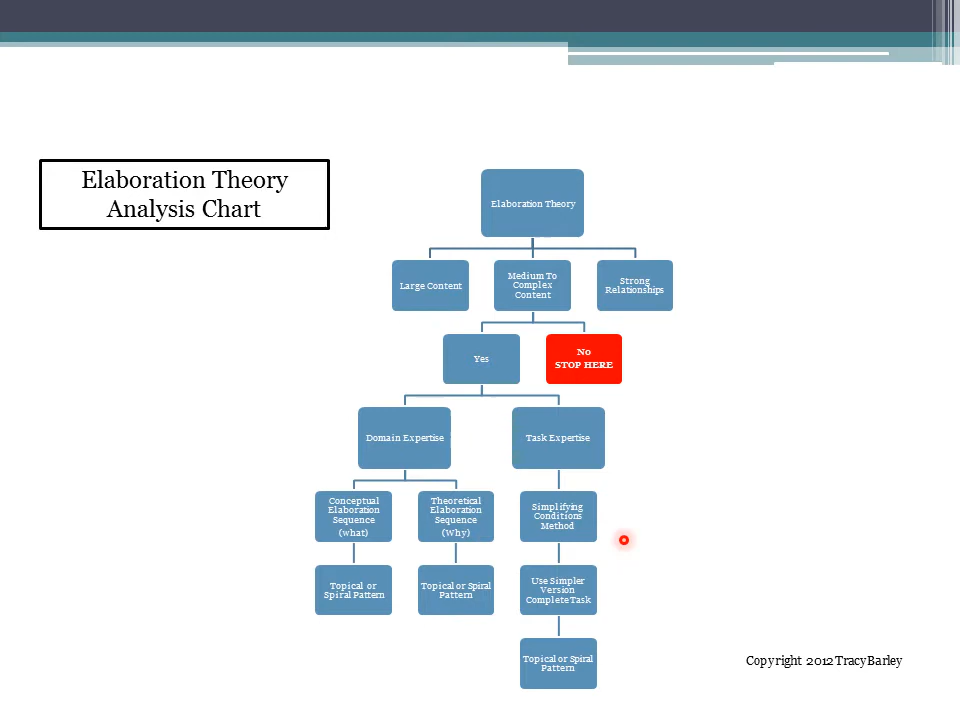 Elaboration Theory
Analysis Chart
Elaboration Theory
Large Content
Medium To
Complex
Content
Strong
Relationships
Yes
No
STOP HERE
Domain Expertise
Task Expertise
Conceptual
Elaboration
Sequence
(what)
Theoretical
Elaboration
Sequence
(Why)
Simplifying
Conditions
Method
Topical or
Spiral Pattern
Topical or Spiral
Pattern
Use Simpler
Version
Complete Task
Topical or Spiral
Pattern
Copyright 2012 Tracy Barley